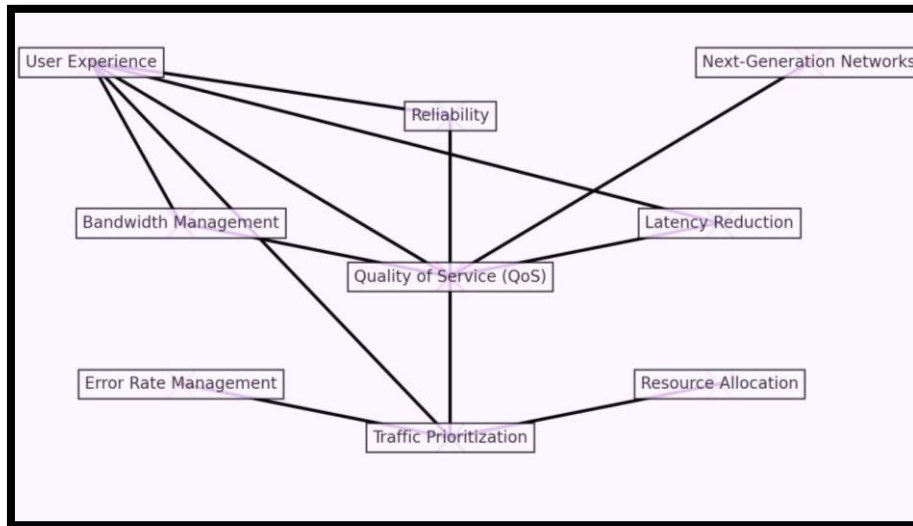 User Experience
Next-Generation Networks
Reliability
Bandwidth Management
Latency Reduction
Quality of Service (QoS)
Error Rate Management
Resource Allocation
Traffic Prioritization